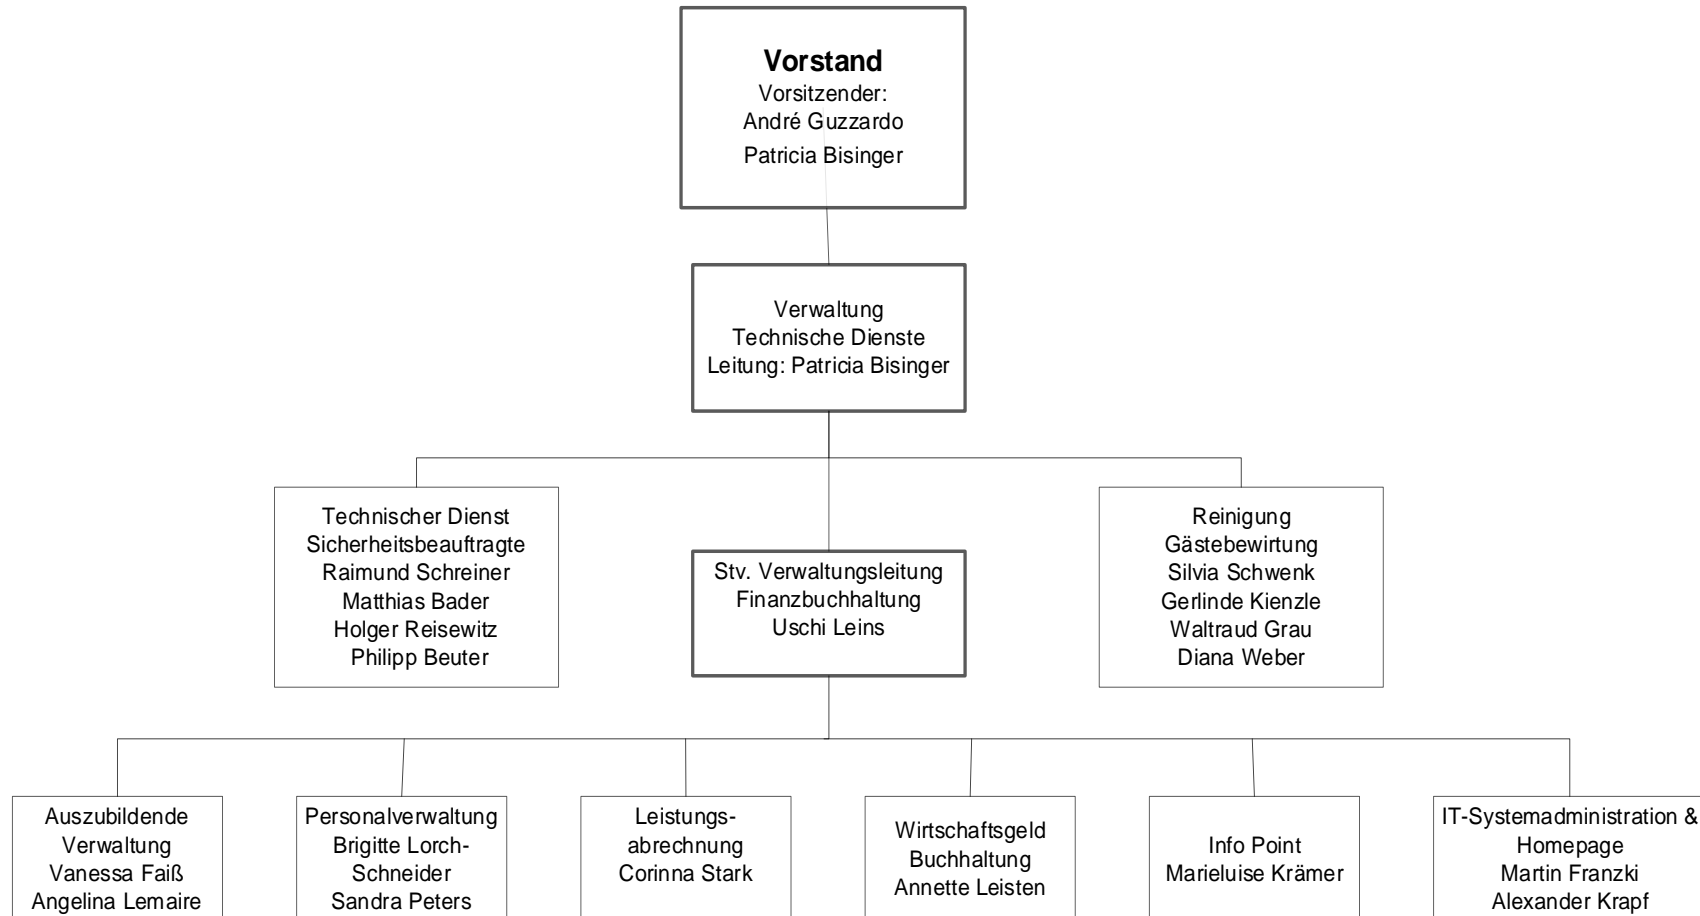 Vorstand
Vorsitzender:
André Guzzardo
Patricia Bisinger
Verwaltung
Technische Dienste
Leitung: Patricia Bisinger
Technischer Dienst
Sicherheitsbeauftragte
Raimund Schreiner
Matthias Bader
Holger Reisewitz
Philipp Beuter
Stv. Verwaltungsleitung
Finanzbuchhaltung
Uschi Leins
Reinigung
Gästebewirtung
Silvia Schwenk
Gerlinde Kienzle
Waltraud Grau
Diana Weber
Auszubildende
Verwaltung
Vanessa Faiß
Angelina Lemaire
Personalverwaltung
Brigitte Lorch-
Schneider
Sandra Peters
Leistungs-
abrechnung
Corinna Stark
Wirtschaftsgeld
Buchhaltung
Annette Leisten
Info Point
Marieluise Krämer
IT-Systemadministration &
Homepage
Martin Franzki
Alexander Krapf